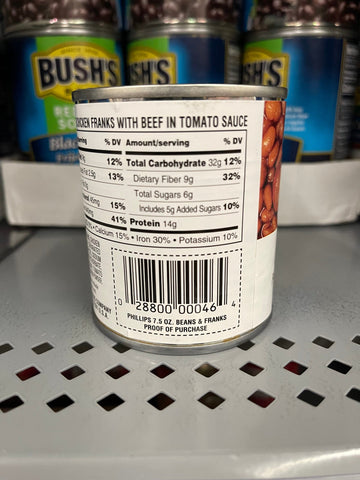 BUSH'S
BUSH'S
BUSH'S
FRANKS WITH BEEF IN TOMATO SAUCE
% DV Amount/serving % DV
12% Total Carbohydrate 32g 12%
13% Dietary Fiber 9g 32%
Total Sugars 6g
15% Includes 5g Added Sugars 10%
41% Protein 14g
• Calcium 15% • Iron 30% • Potassium 10%
0 28800 00046 4
PHILLIPS 7.5 OZ. BEANS & FRANKS
PROOF OF PURCHASE